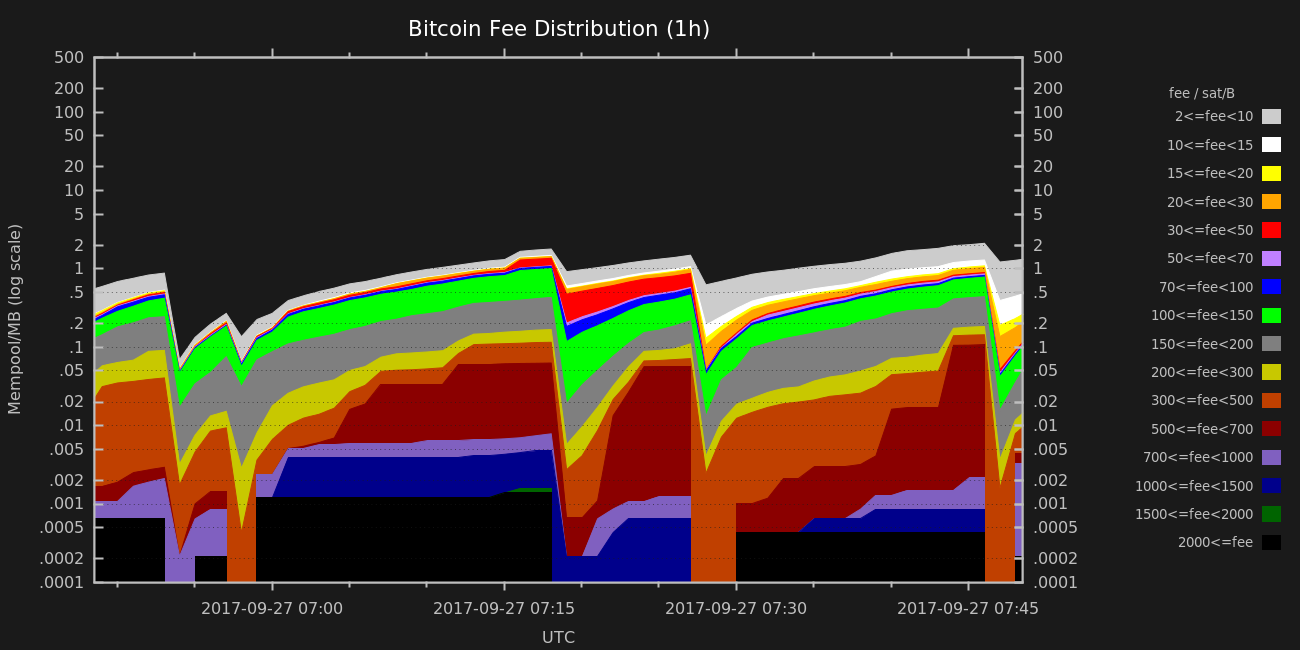 Bitcoin Fee Distribution (1h)
Mempool/MB (log scale)
500
200
100
50
20
10
5
2
1
.5
.2
.1
.05
.02
.01
.005
.002
.001
.0005
.0002
.0001
500
200
100
50
20
10
5
2
1
.5
.2
.1
.05
.02
.01
.005
.002
.001
.0005
.0002
.0001
2017-09-27 07:00
2017-09-27 07:15
2017-09-27 07:30
2017-09-27 07:45
UTC
fee / sat/B
2<=fee<10
10<=fee<15
15<=fee<20
20<=fee<30
30<=fee<50
50<=fee<70
70<=fee<100
100<=fee<150
150<=fee<200
200<=fee<300
300<=fee<500
500<=fee<700
700<=fee<1000
1000<=fee<1500
1500<=fee<2000
2000<=fee